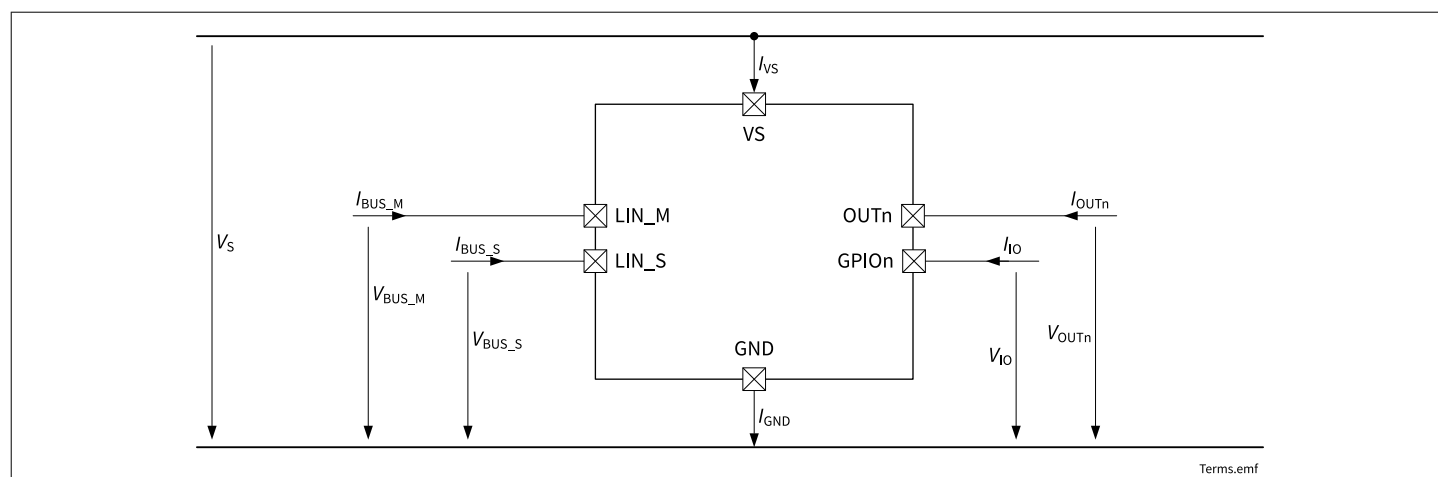 I_VS
VS
I_BUS_M
LIN_M
OUTn
I_OUTn
V_S
I_BUS_S
LIN_S
GPIOn
I_IO
V_BUS_M
V_BUS_S
GND
V_IO
V_OUTn
I_GND
Terms.emf